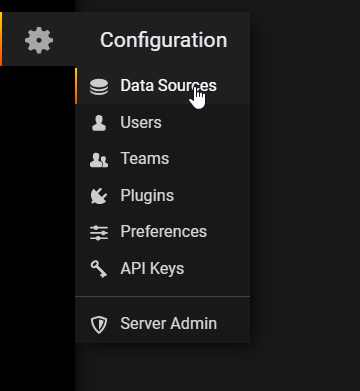 Configuration
Data Sources
Users
Teams
Plugins
Preferences
API Keys
Server Admin